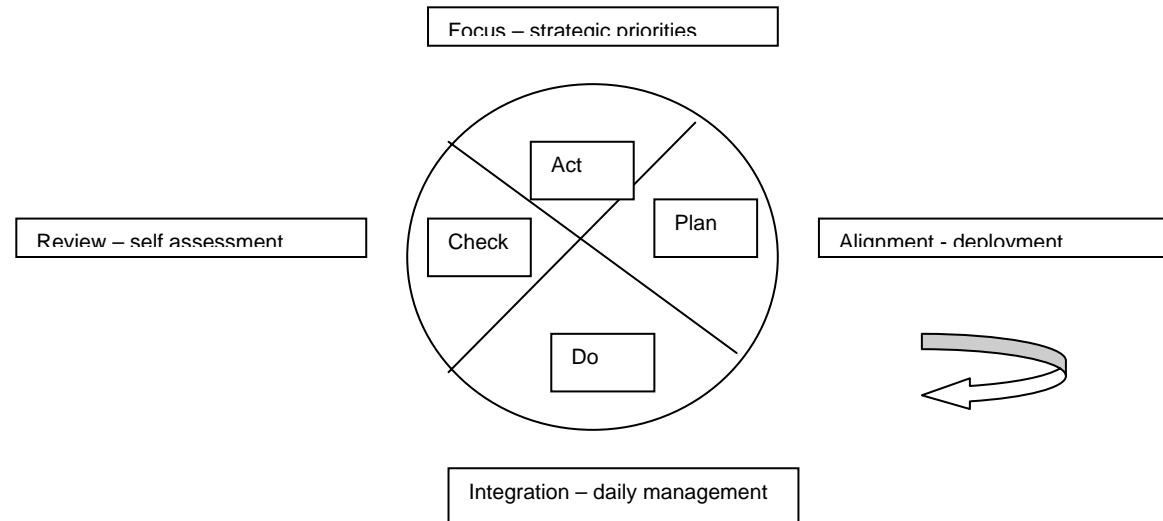 Focus – strategic priorities
Act
Plan
Review – self assessment
Check
Alignment - deployment
Do
Integration – daily management